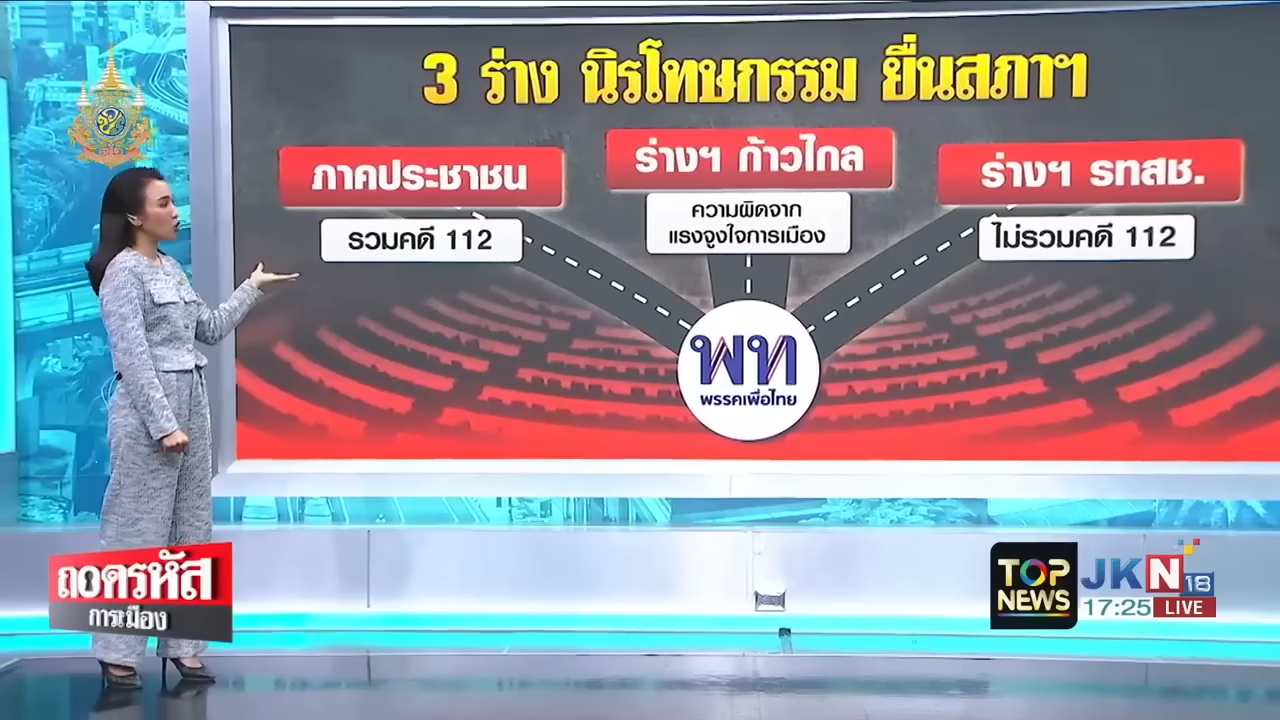 3 ร่าง นิรโทษกรรม ยื่นสภาฯ
ภาคประชาชน
รวมคดี 112
ร่างฯ ก้าวไกล
ความผิดจาก
แรงจูงใจการเมือง
ร่างฯ รทสช.
ไม่รวมคดี 112
พท
พรรคเพื่อไทย
ถอดรหัส
การเมือง
TOP
NEWS
JKN
18
17:25
LIVE